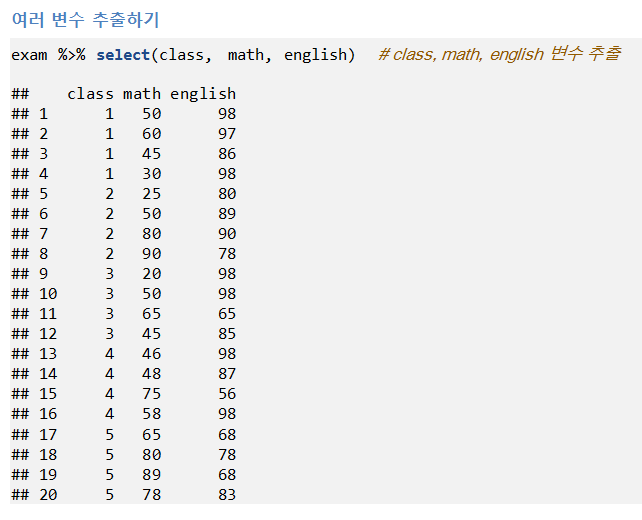 여러 변수 추출하기
exam %>% select(class, math, english) # class, math, english 변수 추출
## class math english
## 1 1 50 98
## 2 1 60 97
## 3 1 45 86
## 4 1 30 98
## 5 2 25 80
## 6 2 50 89
## 7 2 80 90
## 8 2 90 78
## 9 3 20 98
## 10 3 50 98
## 11 3 65 65
## 12 3 45 85
## 13 4 46 98
## 14 4 48 87
## 15 4 75 56
## 16 4 58 98
## 17 5 65 68
## 18 5 80 78
## 19 5 89 68
## 20 5 78 83